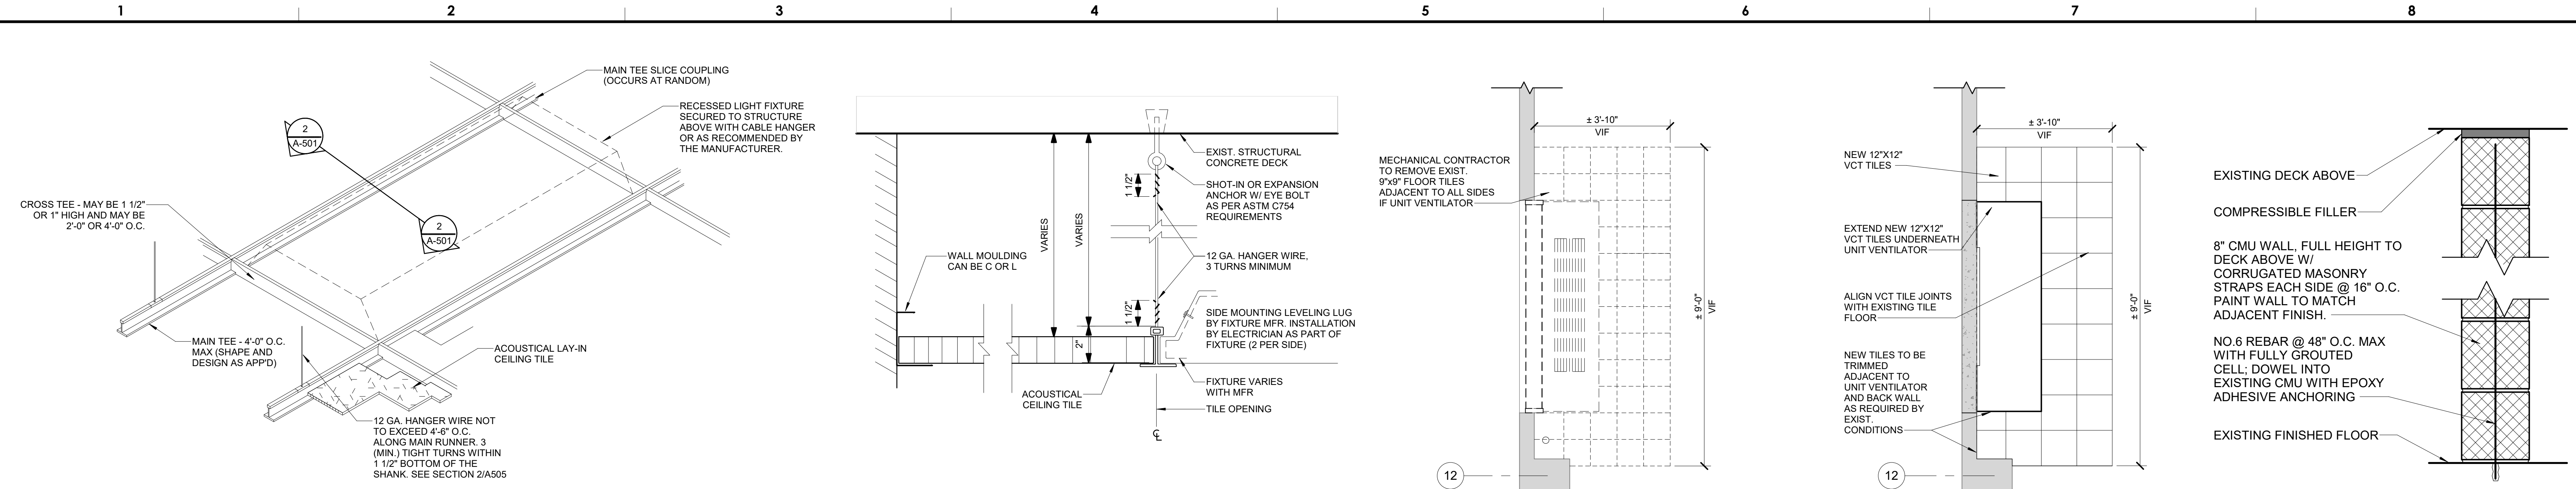 1
2
3
4
5
6
7
8
MAIN TEE SLICE COUPLING
(OCCURS AT RANDOM)
RECESSED LIGHT FIXTURE
SECURED TO STRUCTURE
ABOVE WITH CABLE HANGER
OR AS RECOMMENDED BY
THE MANUFACTURER.
2
A-501
2
A-501
CROSS TEE - MAY BE 1 1/2"
OR 1" HIGH AND MAY BE
2'-0" OR 4'-0" O.C.
MAIN TEE - 4'-0" O.C.
MAX (SHAPE AND
DESIGN AS APP'D)
ACOUSTICAL LAY-IN
CEILING TILE
12 GA. HANGER WIRE NOT
TO EXCEED 4'-6" O.C.
ALONG MAIN RUNNER. 3
(MIN.) TIGHT TURNS WITHIN
1 1/2" BOTTOM OF THE
SHANK. SEE SECTION 2/A505
EXIST. STRUCTURAL
CONCRETE DECK
SHOT-IN OR EXPANSION
ANCHOR W/ EYE BOLT
AS PER ASTM C754
REQUIREMENTS
1 1/2"
VARIES
VARIES
WALL MOULDING
CAN BE C OR L
12 GA. HANGER WIRE,
3 TURNS MINIMUM
1 1/2"
2"
SIDE MOUNTING LEVELING LUG
BY FIXTURE MFR. INSTALLATION
BY ELECTRICIAN AS PART OF
FIXTURE (2 PER SIDE)
FIXTURE VARIES
WITH MFR
ACOUSTICAL
CEILING TILE
TILE OPENING
℄
± 3'-10"
VIF
MECHANICAL CONTRACTOR
TO REMOVE EXIST.
9"x9" FLOOR TILES
ADJACENT TO ALL SIDES
IF UNIT VENTILATOR
± 9'-0"
VIF
12
± 3'-10"
VIF
NEW 12"X12"
VCT TILES
EXTEND NEW 12"X12"
VCT TILES UNDERNEATH
UNIT VENTILATOR
ALIGN VCT TILE JOINTS
WITH EXISTING TILE
FLOOR
NEW TILES TO BE
TRIMMED
ADJACENT TO
UNIT VENTILATOR
AND BACK WALL
AS REQUIRED BY
EXIST.
CONDITIONS
± 9'-0"
VIF
12
EXISTING DECK ABOVE
COMPRESSIBLE FILLER
8" CMU WALL, FULL HEIGHT TO
DECK ABOVE W/
CORRUGATED MASONRY
STRAPS EACH SIDE @ 16" O.C.
PAINT WALL TO MATCH
ADJACENT FINISH.
NO.6 REBAR @ 48" O.C. MAX
WITH FULLY GROUTED
CELL; DOWEL INTO
EXISTING CMU WITH EPOXY
ADHESIVE ANCHORING
EXISTING FINISHED FLOOR